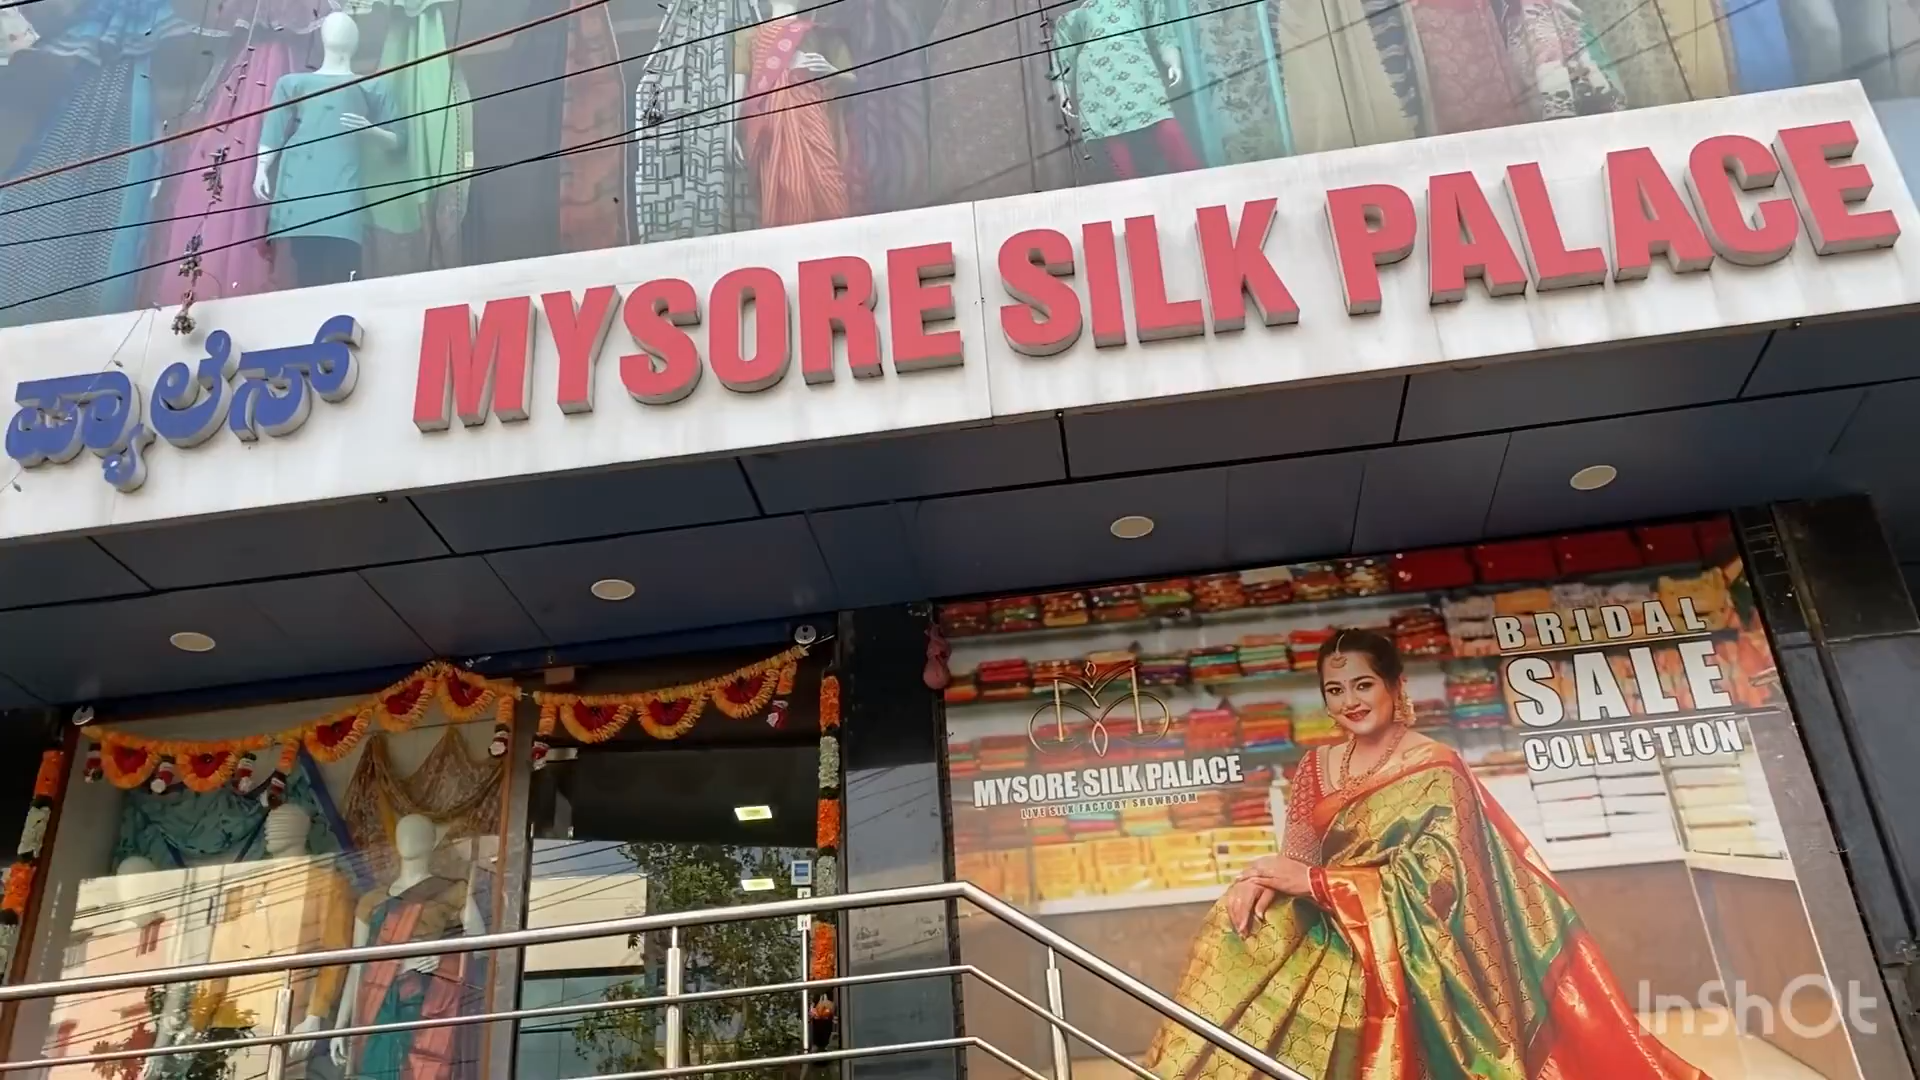 ಪ್ಯಾಲೆಸ್ MYSORE SILK PALACE
BRIDAL
SALE
COLLECTION
MYSORE SILK PALACE
LIVE SILK FACTORY SHOWROOM
InShOt